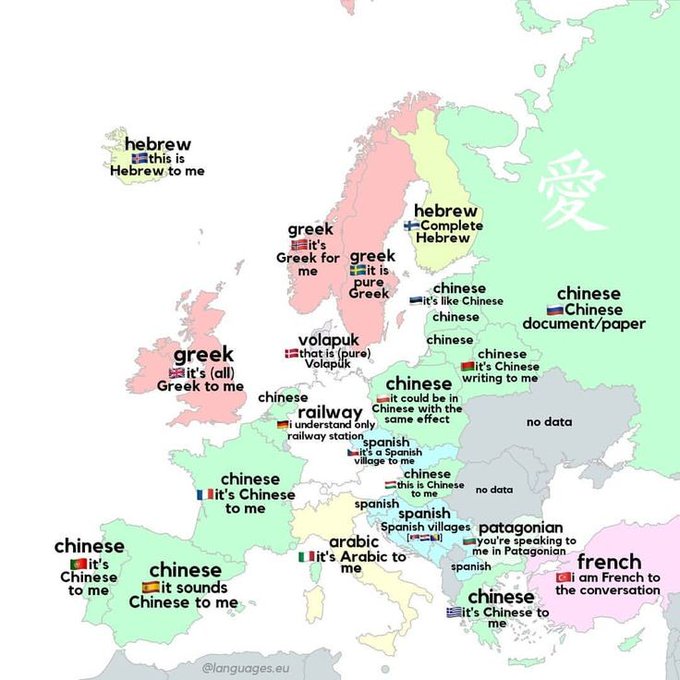 hebrew
this is
Hebrew to me
愛
hebrew
Complete
Hebrew
greek
it's
Greek for
me
greek
it is
pure
Greek
chinese
it's like Chinese
chinese
chinese
Chinese
document/paper
volapuk
that is (pure)
Volapük
chinese
greek
it's (all)
Greek to me
chinese
it's Chinese
writing to me
chinese
it could be in
Chinese with the
same effect
chinese
railway
i understand only
railway station
no data
spanish
it's a Spanish
village to me
chinese
this is Chinese
to me
no data
chinese
it's Chinese
to me
spanish
spanish
Spanish villages
patagonian
you're speaking to
me in Patagonian
arabic
it's Arabic to
me
spanish
french
i am French to
the conversation
chinese
it's
Chinese
to me
chinese
it sounds
Chinese to me
chinese
it's Chinese to
me
@languages.eu